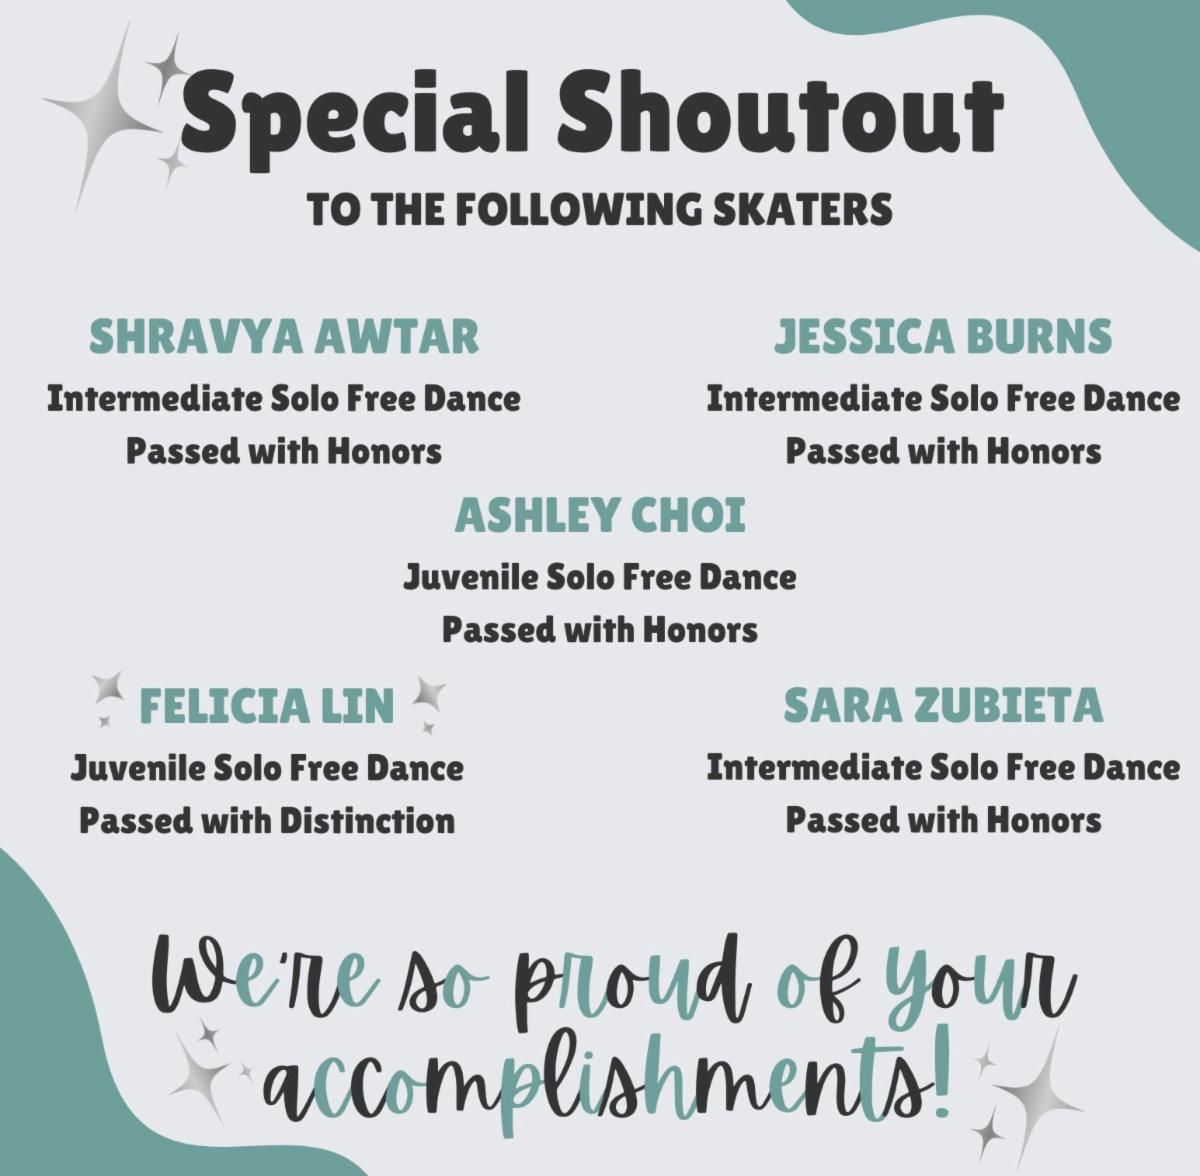 Special Shoutout
TO THE FOLLOWING SKATERS
SHRAVYA AWTAR
Intermediate Solo Free Dance
Passed with Honors
JESSICA BURNS
Intermediate Solo Free Dance
Passed with Honors
ASHLEY CHOI
Juvenile Solo Free Dance
Passed with Honors
FELICIA LIN
Juvenile Solo Free Dance
Passed with Distinction
SARA ZUBIETA
Intermediate Solo Free Dance
Passed with Honors
We're so proud of your
accomplishments!